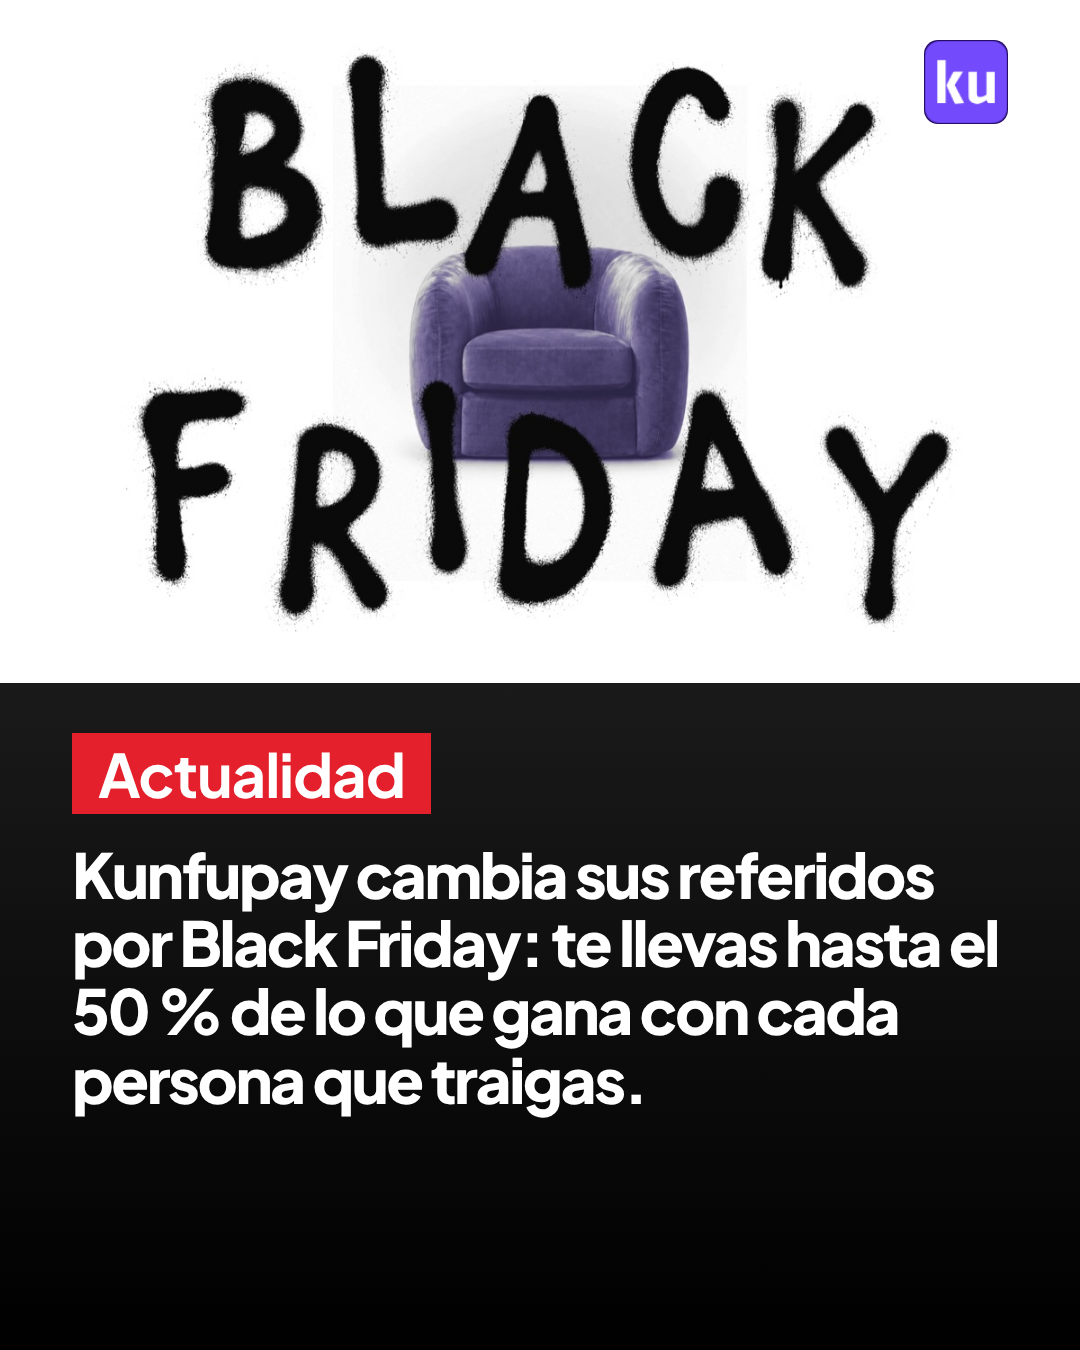 BLACK
ku
FRIDAY
Actualidad
Kunfupay cambia sus referidos
por Black Friday: te llevas hasta el
50 % de lo que gana con cada
persona que traigas.